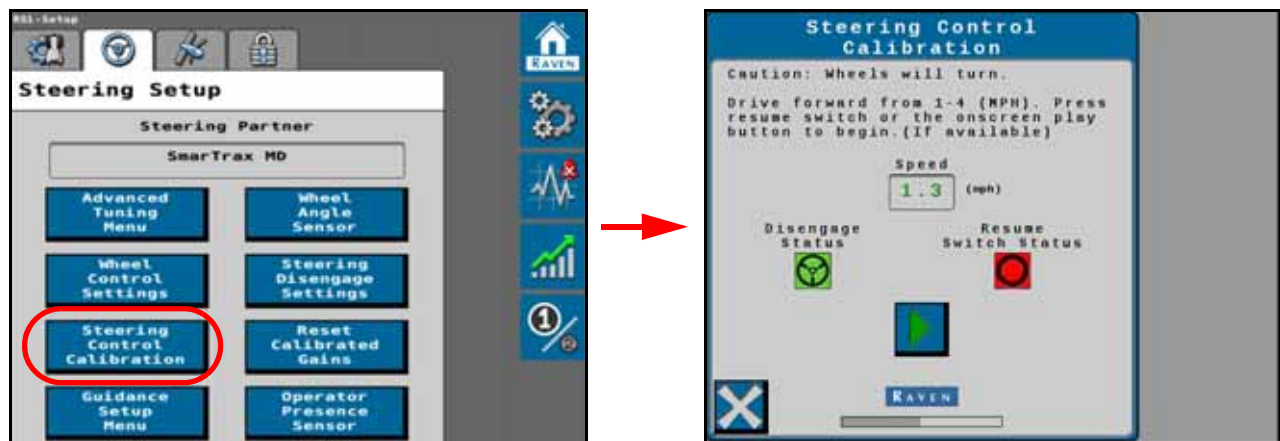 RS1-Setup
Steering Setup
Steering Partner
SmarTrax MD
Advanced
Tuning
Menu
Wheel
Angle
Sensor
Wheel
Control
Settings
Steering
Disengage
Settings
Steering
Control
Calibration
Reset
Calibrated
Gains
Guidance
Setup
Menu
Operator
Presence
Sensor
RAVEN
1
Steering Control
Calibration
Caution: Wheels will turn.
Drive forward from 1-4 (MPH). Press
resume switch or the onscreen play
button to begin.(If available)
Speed
1.3 (mph)
Disengage
Status
Resume
Switch Status
RAVEN